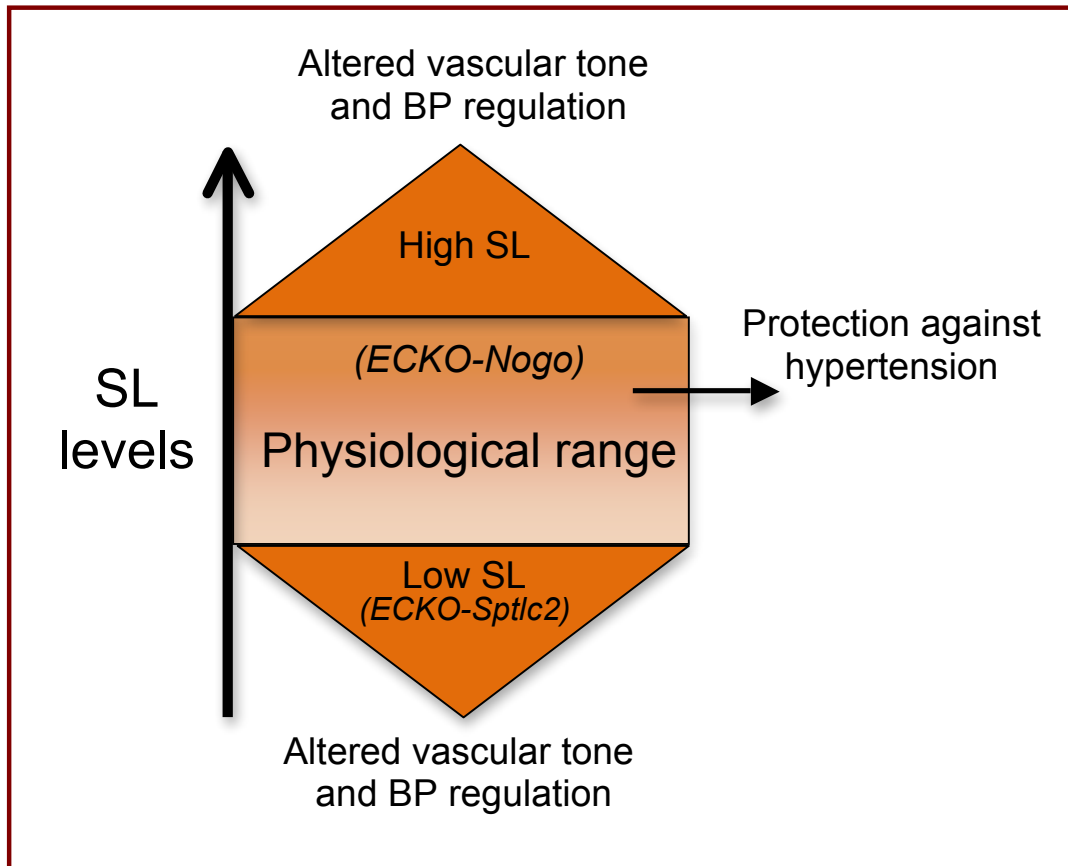 Altered vascular tone
and BP regulation
High SL
(ECKO-Nogo)
Protection against
hypertension
SL
levels
Physiological range
Low SL
(ECKO-Sptlc2)
Altered vascular tone
and BP regulation